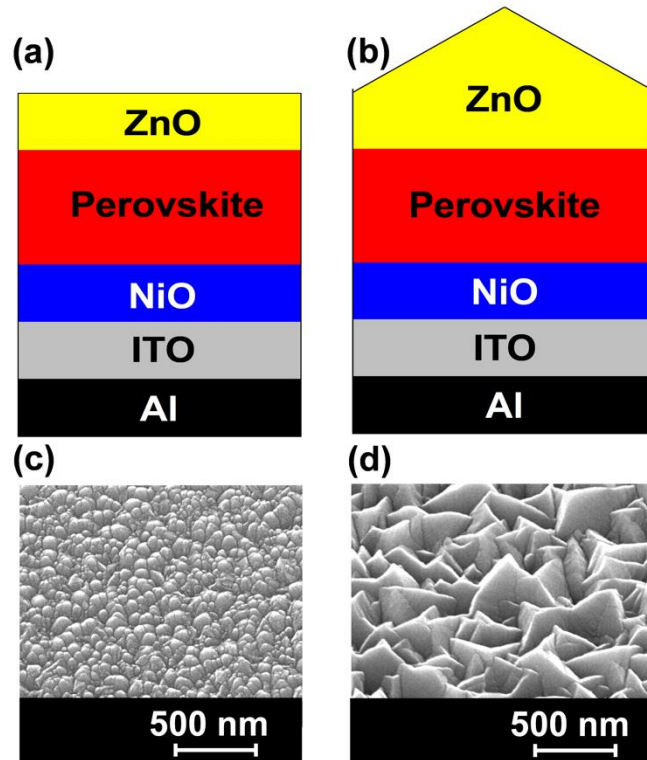 (a)
ZnO
Perovskite
NiO
ITO
Al
(b)
ZnO
Perovskite
NiO
ITO
Al
(c)
500 nm
(d)
500 nm